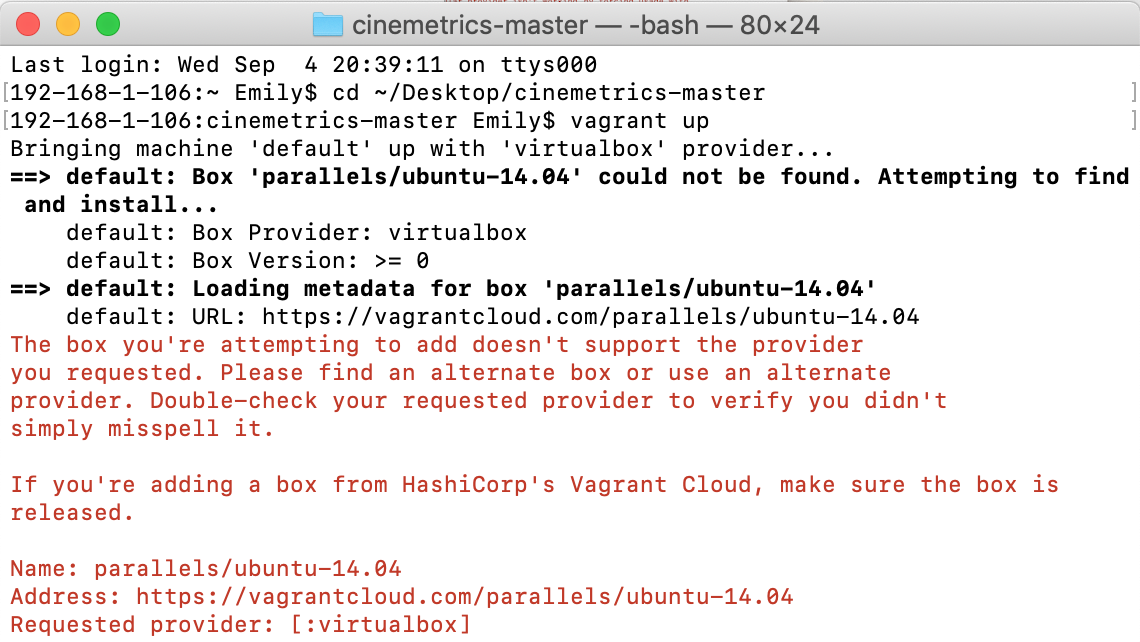 cinemetrics-master — -bash — 80×24
Last login: Wed Sep  4 20:39:11 on ttys000
[192-168-1-106:~ Emily$ cd ~/Desktop/cinemetrics-master ]
[192-168-1-106:cinemetrics-master Emily$ vagrant up ]
Bringing machine 'default' up with 'virtualbox' provider...
==> default: Box 'parallels/ubuntu-14.04' could not be found. Attempting to find
 and install...
    default: Box Provider: virtualbox
    default: Box Version: >= 0
==> default: Loading metadata for box 'parallels/ubuntu-14.04'
    default: URL: https://vagrantcloud.com/parallels/ubuntu-14.04
The box you're attempting to add doesn't support the provider
you requested. Please find an alternate box or use an alternate
provider. Double-check your requested provider to verify you didn't
simply misspell it.

If you're adding a box from HashiCorp's Vagrant Cloud, make sure the box is
released.

Name: parallels/ubuntu-14.04
Address: https://vagrantcloud.com/parallels/ubuntu-14.04
Requested provider: [:virtualbox]